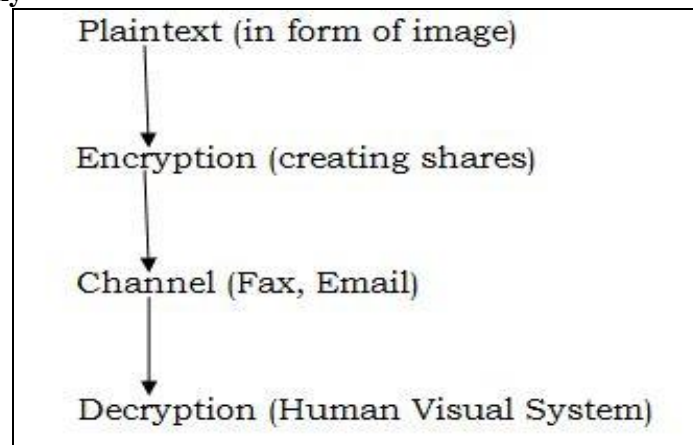 Plaintext (in form of image)
Encryption (creating shares)
Channel (Fax, Email)
Decryption (Human Visual System)